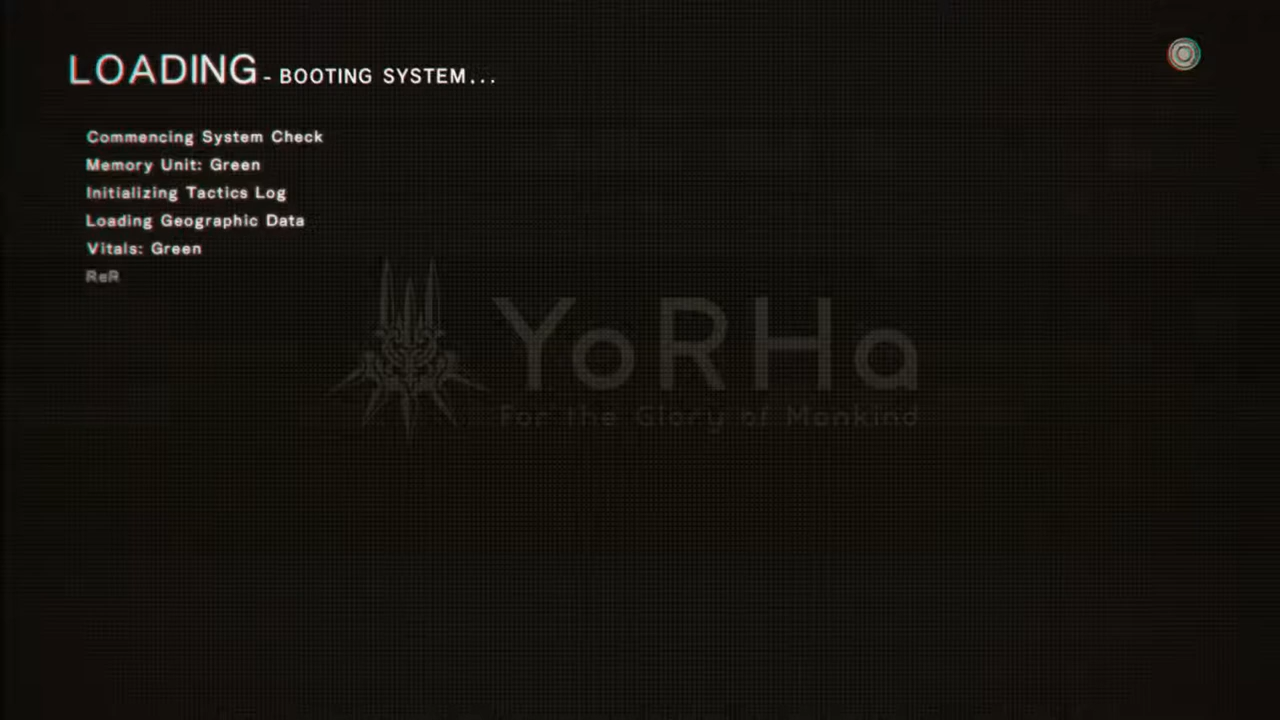 LOADING - BOOTING SYSTEM...
Commencing System Check
Memory Unit: Green
Initializing Tactics Log
Loading Geographic Data
Vitals: Green
ReR
YoRHa
For the Glory of Mankind